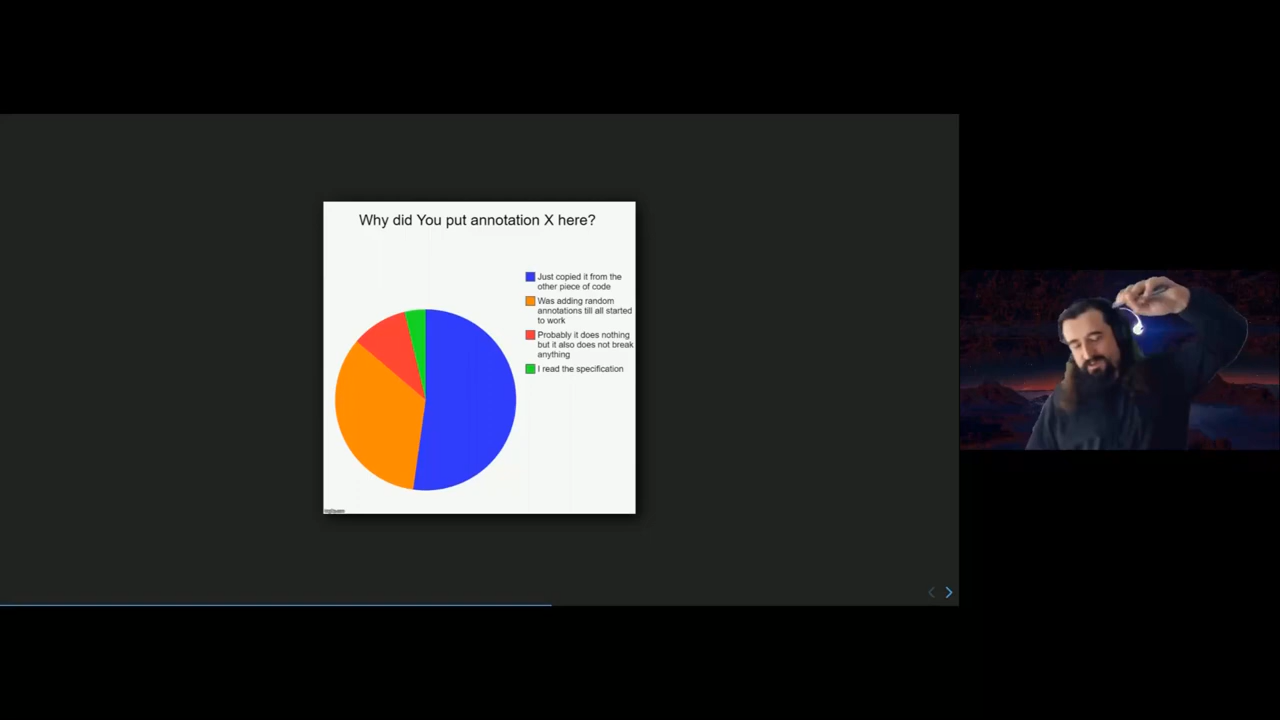 Why did You put annotation X here?
Just copied it from the
other piece of code
Was adding random
annotations till all started
to work
Probably it does nothing
but it also does not break
anything
I read the specification